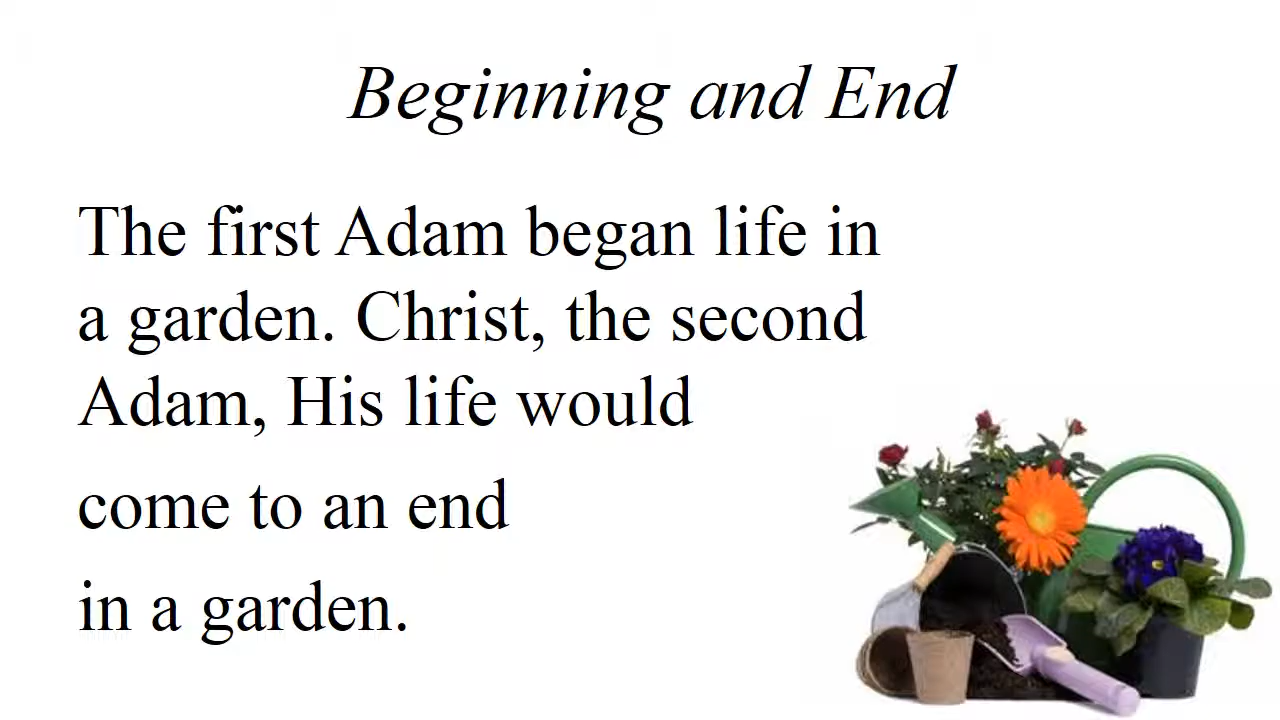 Beginning and End
The first Adam began life in
a garden. Christ, the second
Adam, His life would
come to an end
in a garden.